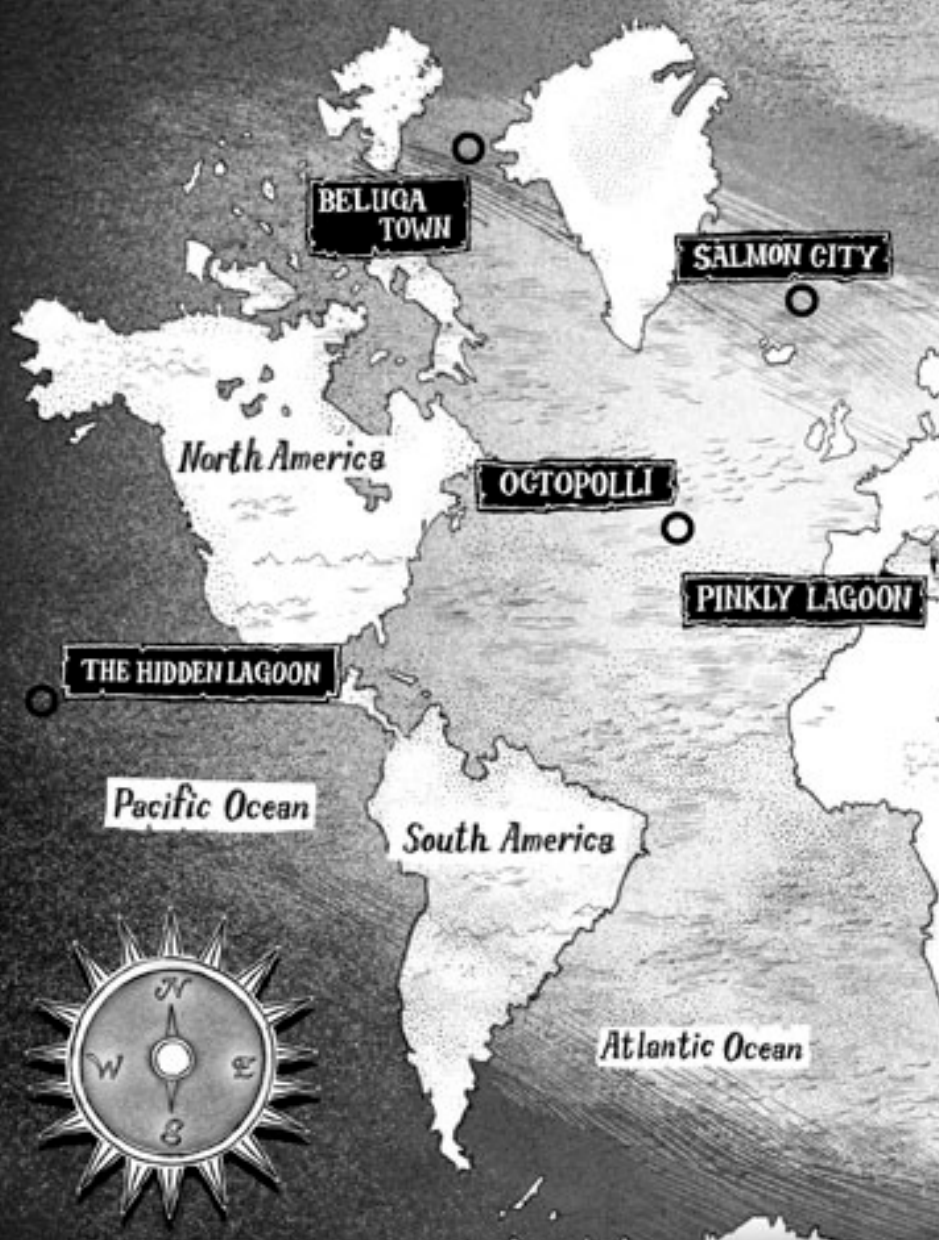 BELUGA
TOWN
SALMON CITY
North America
OCTOPOLLI
PINKLY LAGOON
THE HIDDEN LAGOON
Pacific Ocean
South America
N
W E
S
Atlantic Ocean